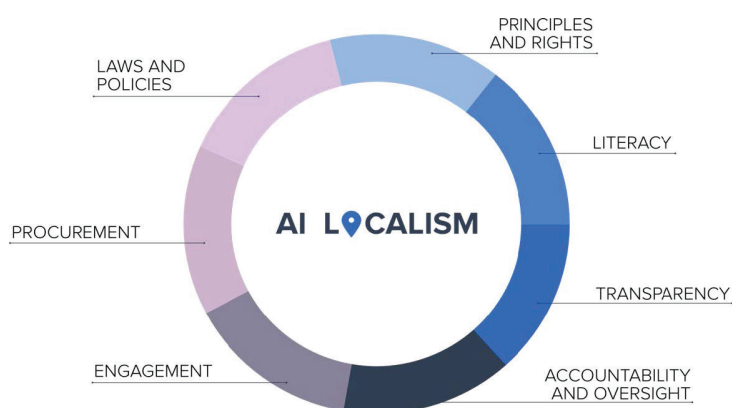 PRINCIPLES
AND RIGHTS
LAWS AND
POLICIES
LITERACY
AI LOCALISM
PROCUREMENT
TRANSPARENCY
ENGAGEMENT
ACCOUNTABILITY
AND OVERSIGHT